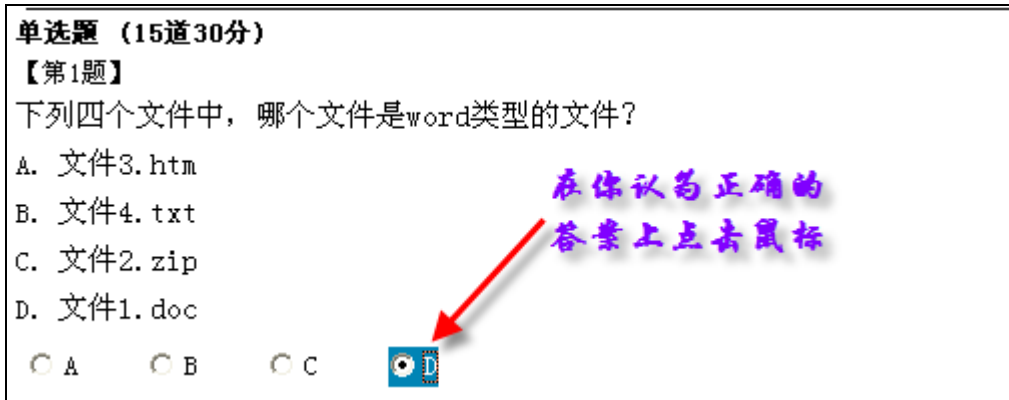 单选题 (15道30分)
【第1题】
下列四个文件中，哪个文件是word类型的文件？
A. 文件3.htm
B. 文件4.txt
C. 文件2.zip
D. 文件1.doc
在你认为正确的
答案上点击鼠标
A B C D